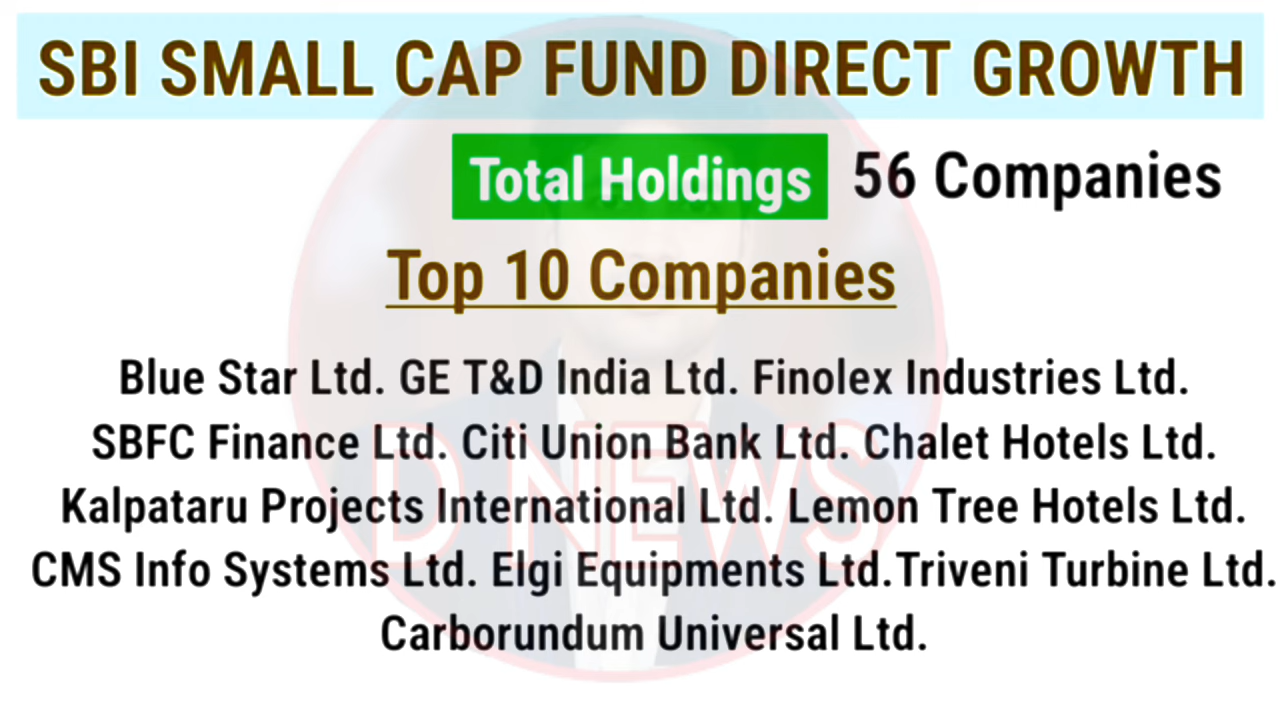 SBI SMALL CAP FUND DIRECT GROWTH
Total Holdings 56 Companies
Top 10 Companies
Blue Star Ltd. GE T&D India Ltd. Finolex Industries Ltd.
SBFC Finance Ltd. Citi Union Bank Ltd. Chalet Hotels Ltd.
Kalpataru Projects International Ltd. Lemon Tree Hotels Ltd.
CMS Info Systems Ltd. Elgi Equipments Ltd.Triveni Turbine Ltd.
Carborundum Universal Ltd.
D NEWS